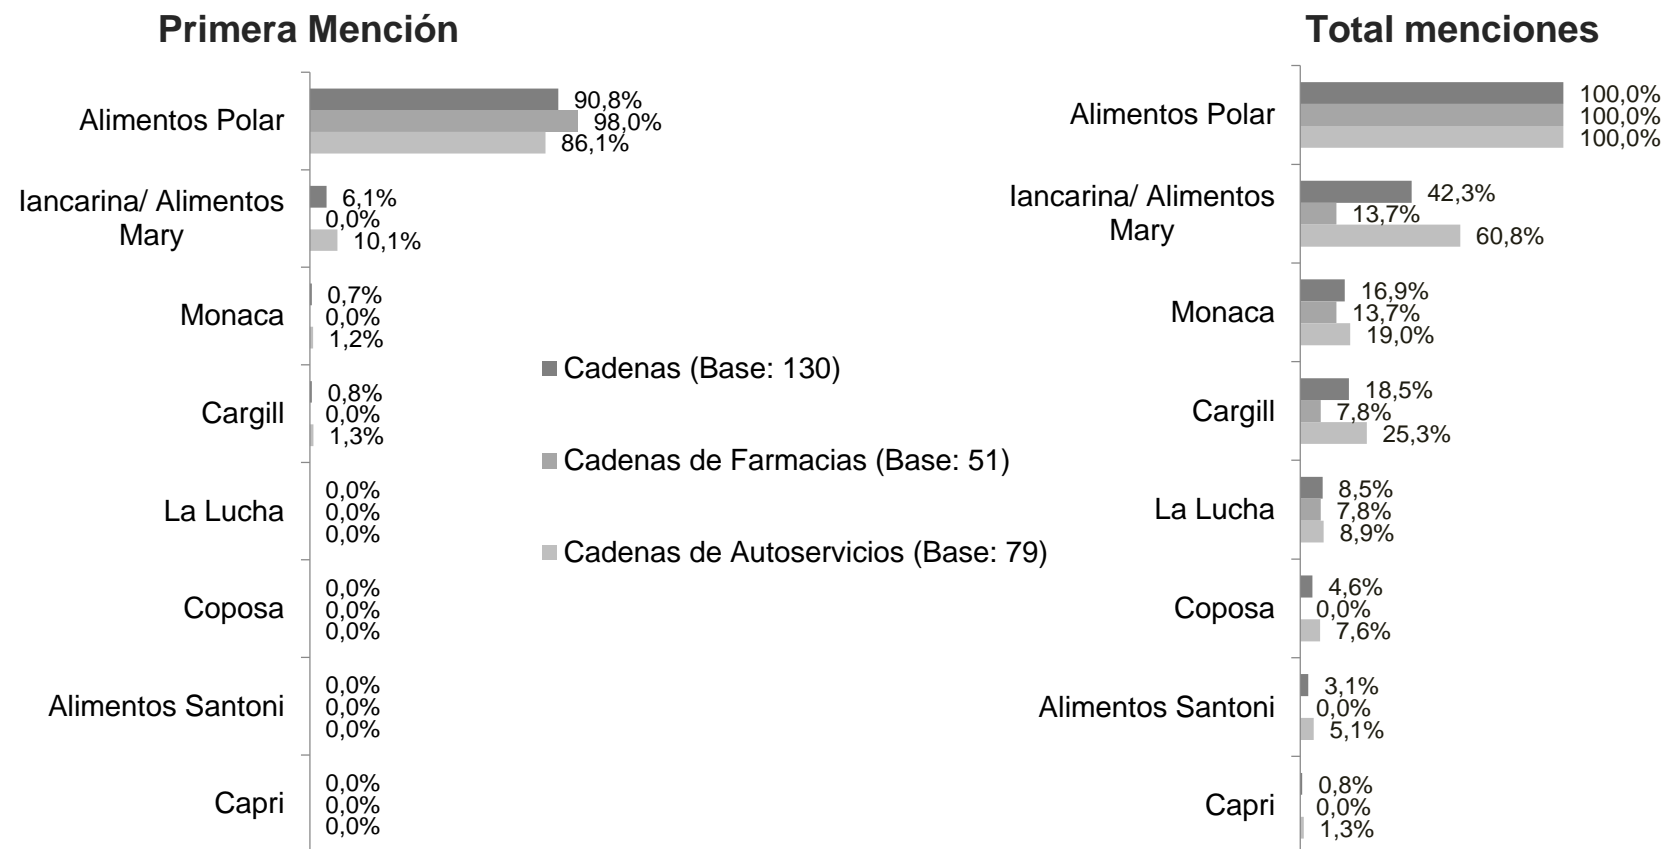 Primera Mención
Alimentos Polar
90,8%
98,0%
86,1%
Iancarina/ Alimentos
Mary
6,1%
0,0%
10,1%
Monaca
0,7%
0,0%
1,2%
Cargill
0,8%
0,0%
1,3%
La Lucha
0,0%
0,0%
0,0%
Coposa
0,0%
0,0%
0,0%
Alimentos Santoni
0,0%
0,0%
0,0%
Capri
0,0%
0,0%
0,0%
Cadenas (Base: 130)
Cadenas de Farmacias (Base: 51)
Cadenas de Autoservicios (Base: 79)
Total menciones
Alimentos Polar
100,0%
100,0%
100,0%
Iancarina/ Alimentos
Mary
42,3%
13,7%
60,8%
Monaca
16,9%
13,7%
19,0%
Cargill
18,5%
7,8%
25,3%
La Lucha
8,5%
7,8%
8,9%
Coposa
4,6%
0,0%
7,6%
Alimentos Santoni
3,1%
0,0%
5,1%
Capri
0,8%
0,0%
1,3%